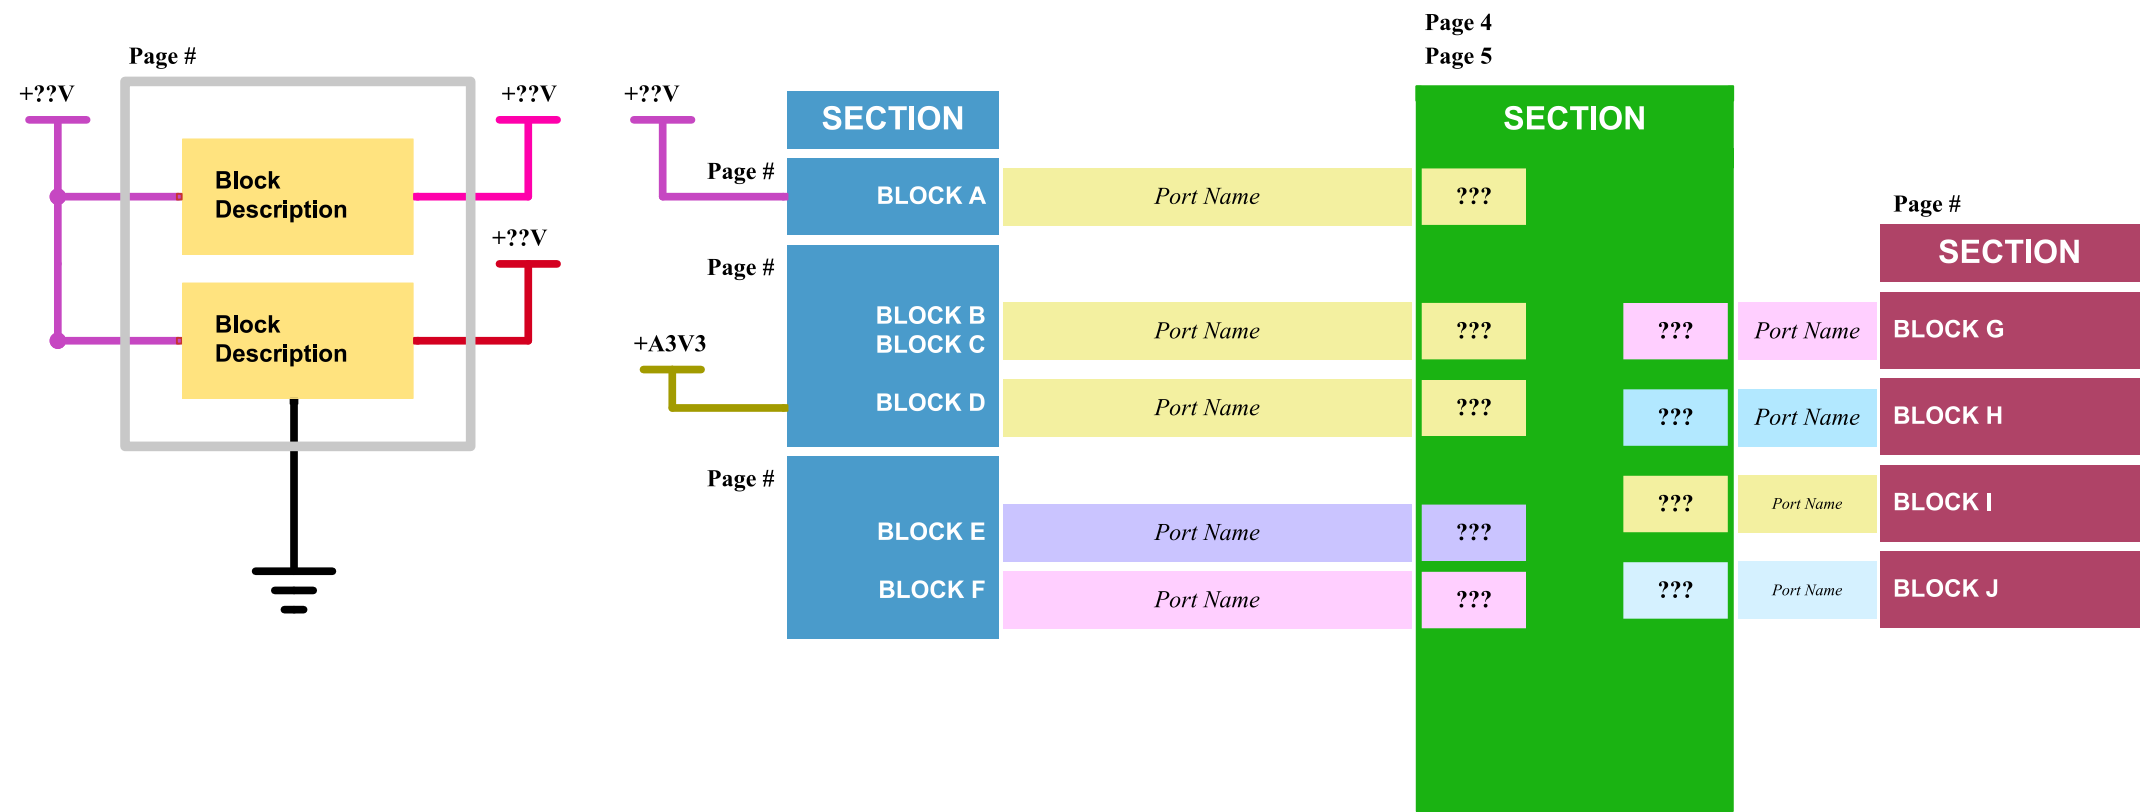 Page #
+??V
+??V
Block
Description
+??V
Block
Description
+??V
SECTION
Page #
BLOCK A
Port Name
Page #
BLOCK B
BLOCK C
Port Name
+A3V3
BLOCK D
Port Name
Page #
BLOCK E
Port Name
BLOCK F
Port Name
Page 4
Page 5
SECTION
???
???
???
???
???
???
???
???
???
Page #
SECTION
Port Name
BLOCK G
Port Name
BLOCK H
Port Name
BLOCK I
Port Name
BLOCK J